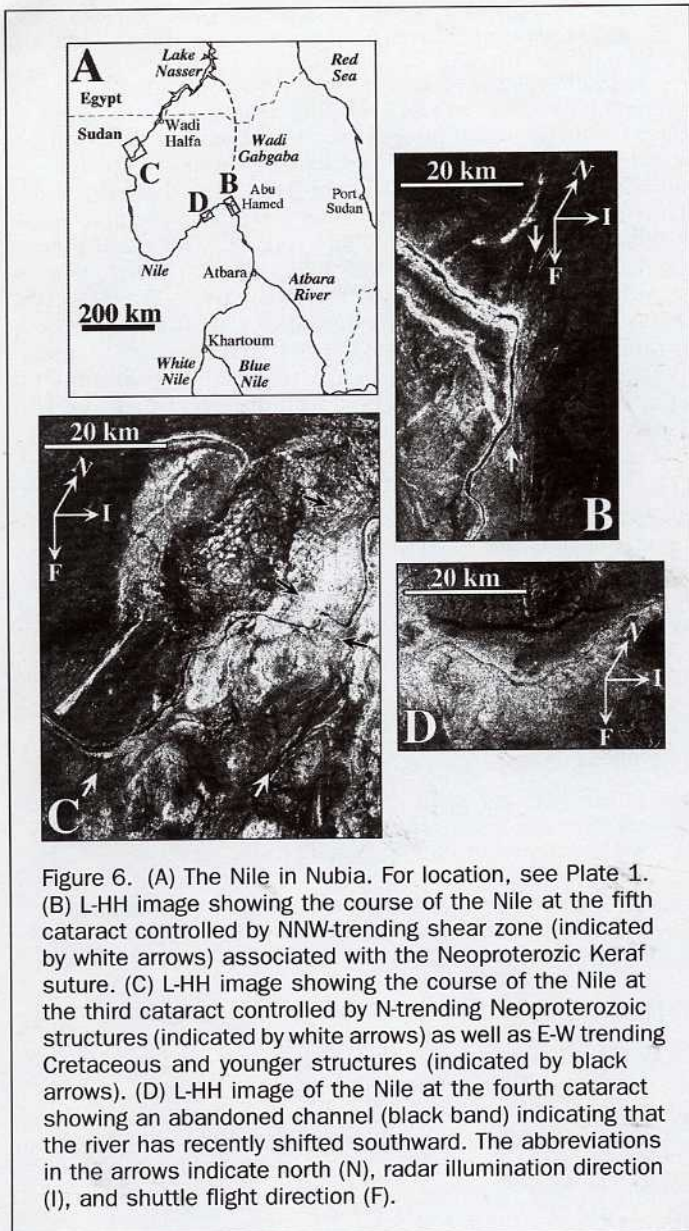 A
Lake
Nasser
Red
Sea
Egypt
Sudan
Wadi
Halfa
Wadi
Gabgaba
C
D
B
Abu
Hamed
Port
Sudan
Nile
Atbara
Atbara
River
200 km
Khartoum
White
Nile
Blue
Nile
20 km
N
I
F
B
20 km
N
I
F
C
20 km
N
I
F
D
Figure 6. (A) The Nile in Nubia. For location, see Plate 1.
(B) L-HH image showing the course of the Nile at the fifth
cataract controlled by NNW-trending shear zone (indicated
by white arrows) associated with the Neoproterozic Keraf
suture. (C) L-HH image showing the course of the Nile at
the third cataract controlled by N-trending Neoproterozoic
structures (indicated by white arrows) as well as E-W trending
Cretaceous and younger structures (indicated by black
arrows). (D) L-HH image of the Nile at the fourth cataract
showing an abandoned channel (black band) indicating that
the river has recently shifted southward. The abbreviations
in the arrows indicate north (N), radar illumination direction
(I), and shuttle flight direction (F).